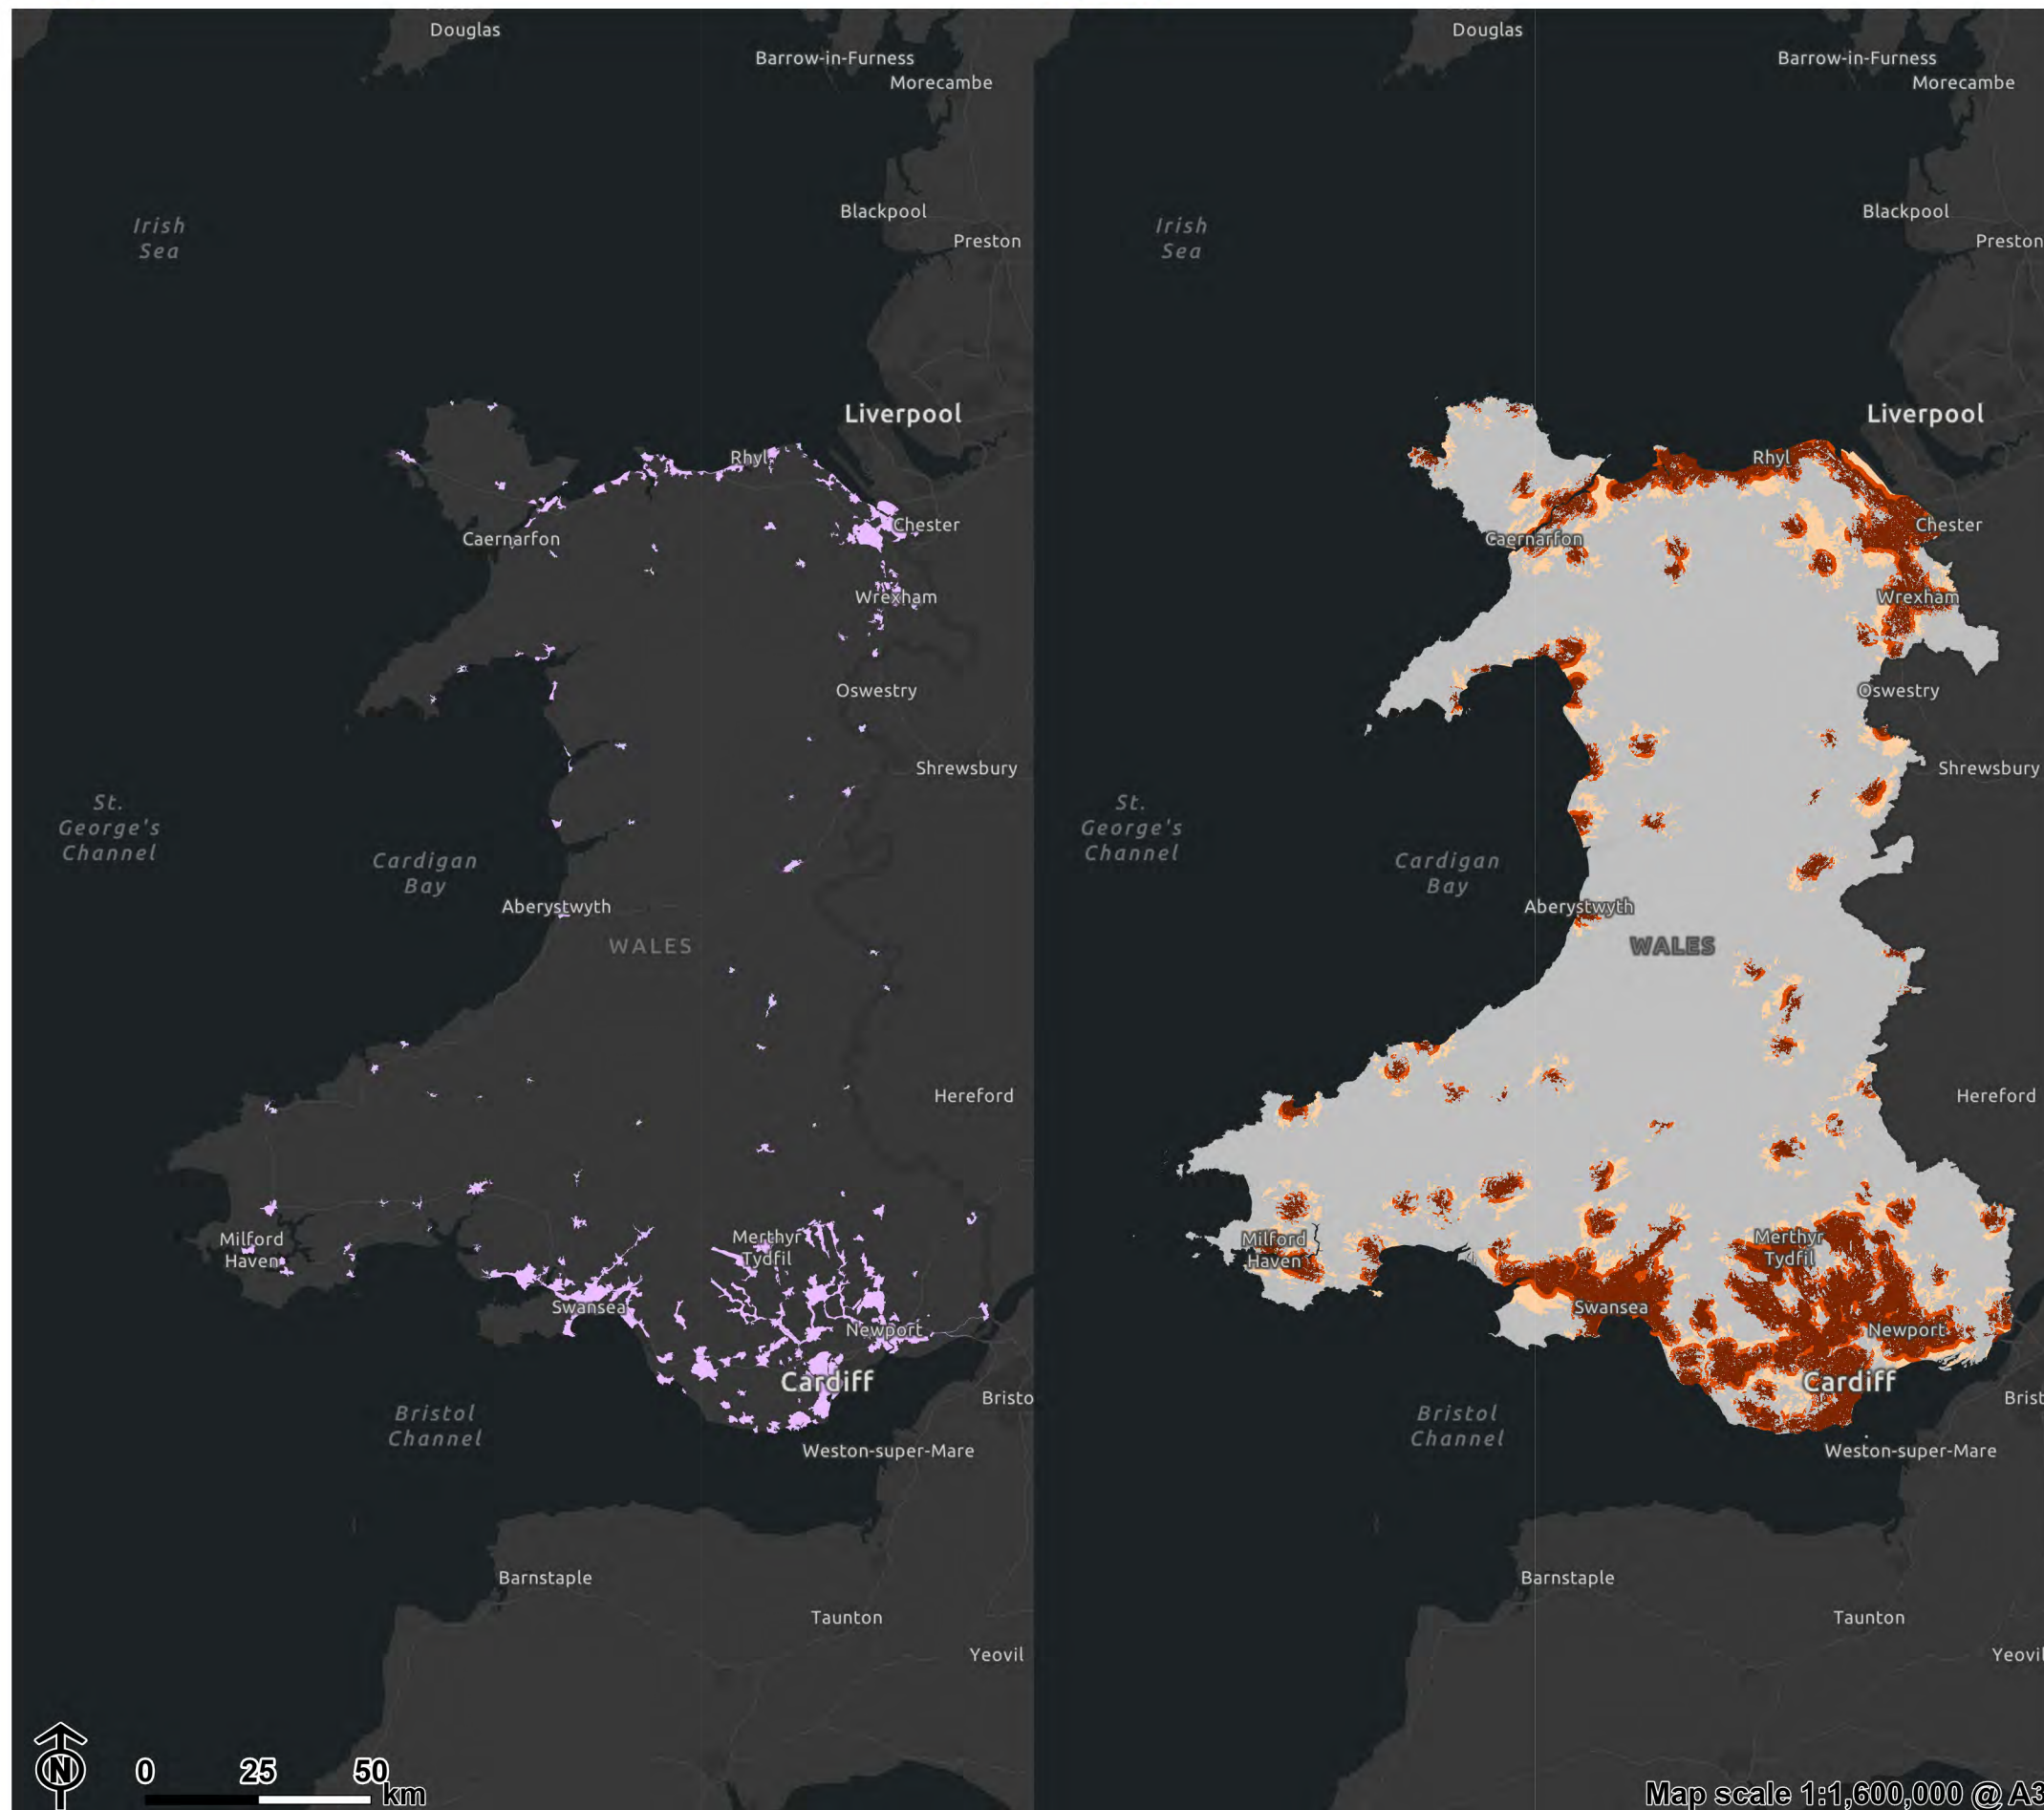 Douglas
Barrow-in-Furness
Morecambe
Blackpool
Preston
Irish
Sea
Liverpool
Rhyl
Chester
Caernarfon
Wrexham
Oswestry
Shrewsbury
St.
George's
Channel
Cardigan
Bay
Aberystwyth
WALES
Hereford
Milford
Haven
Merthyr
Tydfil
Swansea
Newport
Cardiff
Bristo
Bristol
Channel
Weston-super-Mare
Barnstaple
Taunton
Yeovil
N
0 25 50
km
Douglas
Barrow-in-Furness
Morecambe
Blackpool
Preston
Irish
Sea
Liverpool
Rhyl
Chester
Caernarfon
Wrexham
Oswestry
Shrewsbury
St.
George's
Channel
Cardigan
Bay
Aberystwyth
WALES
Hereford
Milford
Haven
Merthyr
Tydfil
Swansea
Newport
Cardiff
Brist
Bristol
Channel
Weston-super-Mare
Barnstaple
Taunton
Yeovil
Map scale 1:1,600,000 @ A3